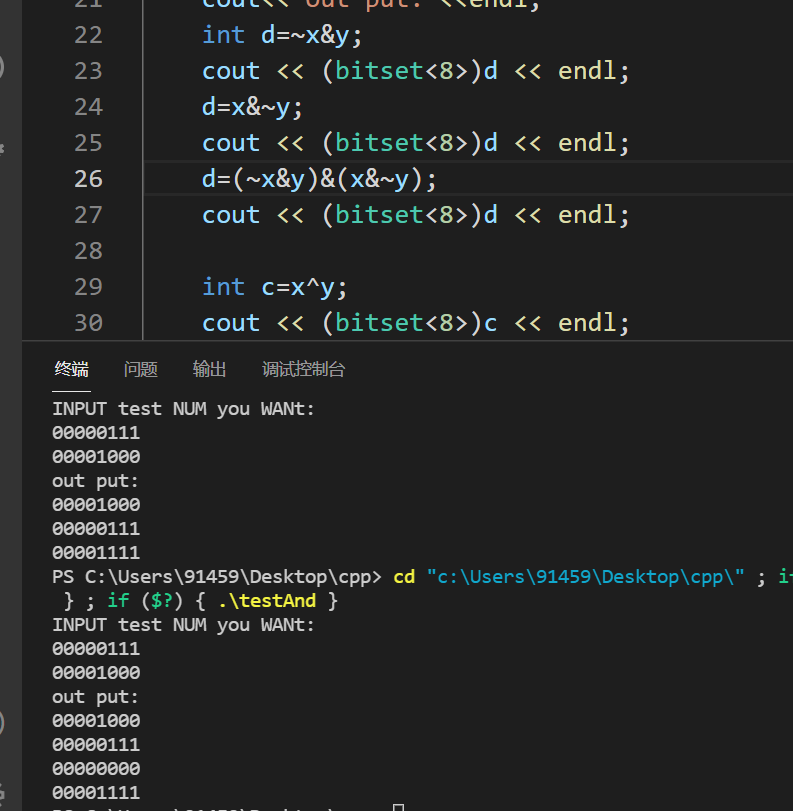 21 cout<< "out put: "<<endl;
22 int d=~x&y;
23 cout << (bitset<8>)d << endl;
24 d=x&~y;
25 cout << (bitset<8>)d << endl;
26 d=(~x&y)&(x&~y);
27 cout << (bitset<8>)d << endl;
28
29 int c=x^y;
30 cout << (bitset<8>)c << endl;
终端 问题 输出 调试控制台
INPUT test NUM you WANt:
00000111
00001000
out put:
00001000
00000111
00001111
PS C:\Users\91459\Desktop\cpp> cd "c:\Users\91459\Desktop\cpp\" ; if
} ; if ($?) { .\testAnd }
INPUT test NUM you WANt:
00000111
00001000
out put:
00001000
00000111
00000000
00001111